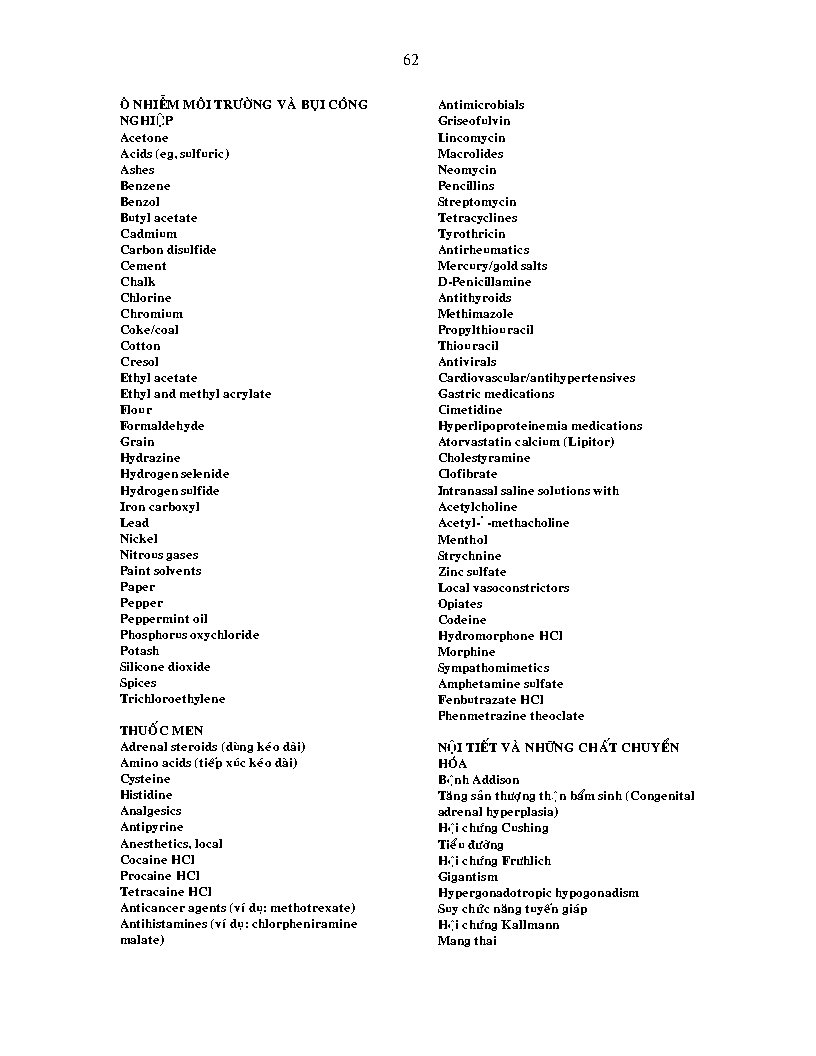 62
Ô NHIỄM MÔI TRƯỜNG VÀ BỤI CÔNG
NGHIỆP
Acetone
Acids (eg, sulfuric)
Ashes
Benzene
Benzol
Butyl acetate
Cadmium
Carbon disulfide
Cement
Chalk
Chlorine
Chromium
Coke/coal
Cotton
Cresol
Ethyl acetate
Ethyl and methyl acrylate
Flour
Formaldehyde
Grain
Hydrazine
Hydrogen selenide
Hydrogen sulfide
Iron carboxyl
Lead
Nickel
Nitrous gases
Paint solvents
Paper
Pepper
Peppermint oil
Phosphorus oxychloride
Potash
Silicone dioxide
Spices
Trichloroethylene
THUỐC MEN
Adrenal steroids (dùng kéo dài)
Amino acids (tiếp xúc kéo dài)
Cysteine
Histidine
Analgesics
Antipyrine
Anesthetics, local
Cocaine HCl
Procaine HCl
Tetracaine HCl
Anticancer agents (ví dụ: methotrexate)
Antihistamines (ví dụ: chlorpheniramine
malate)
Antimicrobials
Griseofulvin
Lincomycin
Macrolides
Neomycin
Pencillins
Streptomycin
Tetracyclines
Tyrothricin
Antirheumatics
Mercury/gold salts
D-Penicillamine
Antithyroids
Methimazole
Propylthiouracil
Thiouracil
Antivirals
Cardiovascular/antihypertensives
Gastric medications
Cimetidine
Hyperlipoproteinemia medications
Atorvastatin calcium (Lipitor)
Cholestyramine
Clofibrate
Intranasal saline solutions with
Acetylcholine
Acetyl-˙ -methacholine
Menthol
Strychnine
Zinc sulfate
Local vasoconstrictors
Opiates
Codeine
Hydromorphone HCl
Morphine
Sympathomimetics
Amphetamine sulfate
Fenbutrazate HCl
Phenmetrazine theoclate
NỘI TIẾT VÀ NHỮNG CHẤT CHUYỂN
HÓA
Bệnh Addison
Tăng sản thượng thận bẩm sinh (Congenital
adrenal hyperplasia)
Hội chứng Cushing
Tiểu đường
Hội chứng Fruhlich
Gigantism
Hypergonadotropic hypogonadism
Suy chức năng tuyến giáp
Hội chứng Kallmann
Mang thai